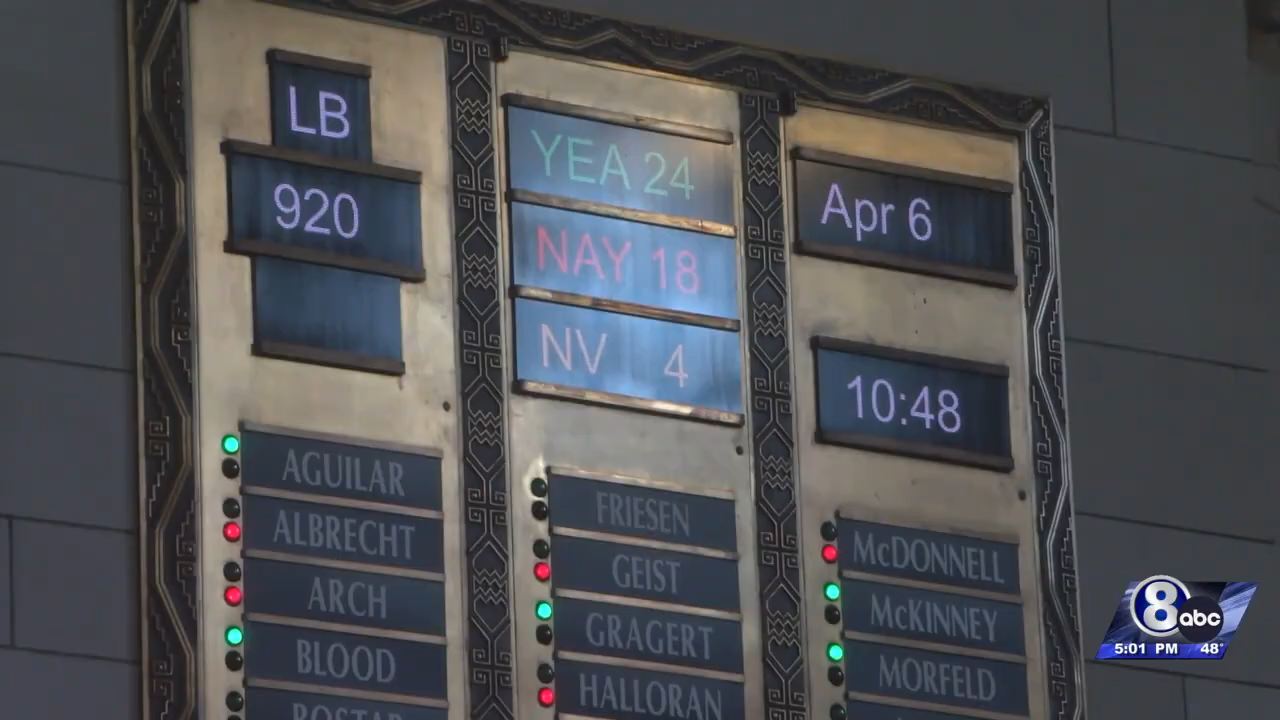 LB
920
YEA 24
NAY 18
NV 4
Apr 6
10:48
AGUILAR
ALBRECHT
ARCH
BLOOD
BOSTAR
FRIESEN
GEIST
GRAGERT
HALLORAN
McDONNELL
McKINNEY
MORFELD
8 abc
5:01 PM 48°